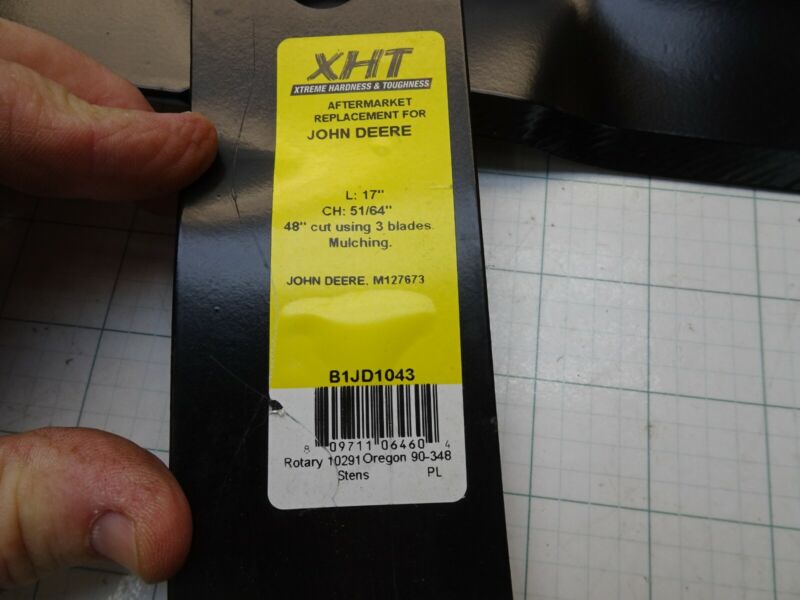 XHT
XTREME HARDNESS & TOUGHNESS
AFTERMARKET
REPLACEMENT FOR
JOHN DEERE
L: 17"
CH: 51/64"
48" cut using 3 blades.
Mulching.
JOHN DEERE, M127673
B1JD1043
8 09711 06460 4
Rotary 10291 Oregon 90-348
Stens PL